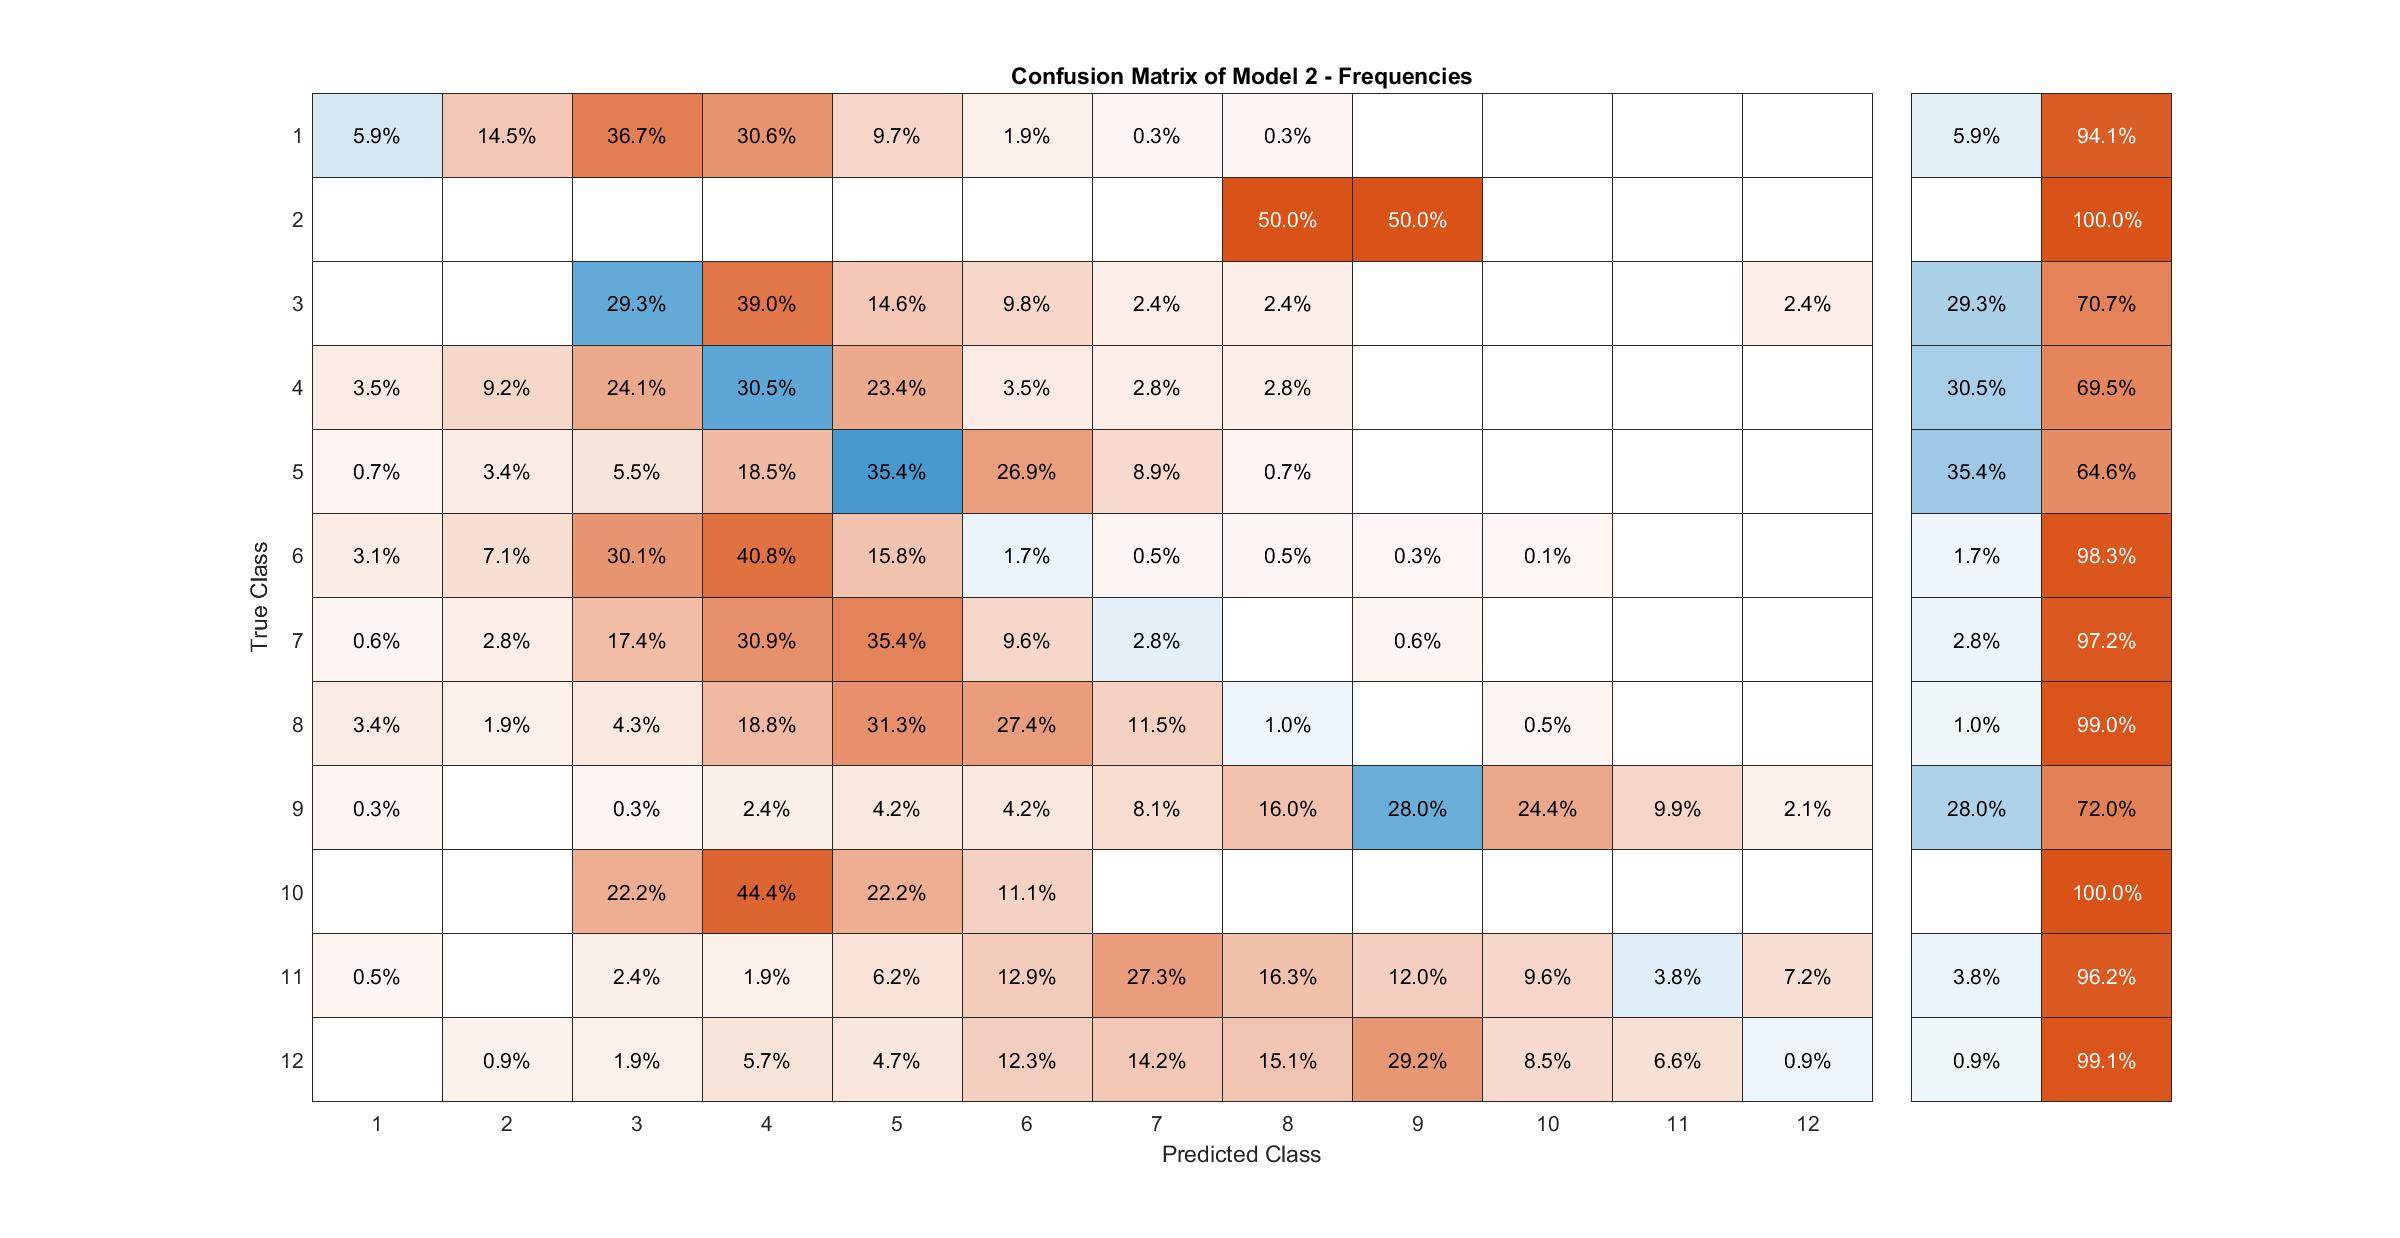 Confusion Matrix of Model 2 - Frequencies
1 5.9% 14.5% 36.7% 30.6% 9.7% 1.9% 0.3% 0.3% 5.9% 94.1%
2 50.0% 50.0% 100.0%
3 29.3% 39.0% 14.6% 9.8% 2.4% 2.4% 2.4% 29.3% 70.7%
4 3.5% 9.2% 24.1% 30.5% 23.4% 3.5% 2.8% 2.8% 30.5% 69.5%
5 0.7% 3.4% 5.5% 18.5% 35.4% 26.9% 8.9% 0.7% 35.4% 64.6%
True Class
6 3.1% 7.1% 30.1% 40.8% 15.8% 1.7% 0.5% 0.5% 0.3% 0.1% 1.7% 98.3%
7 0.6% 2.8% 17.4% 30.9% 35.4% 9.6% 2.8% 0.6% 2.8% 97.2%
8 3.4% 1.9% 4.3% 18.8% 31.3% 27.4% 11.5% 1.0% 0.5% 1.0% 99.0%
9 0.3% 0.3% 2.4% 4.2% 4.2% 8.1% 16.0% 28.0% 24.4% 9.9% 2.1% 28.0% 72.0%
10 22.2% 44.4% 22.2% 11.1% 100.0%
11 0.5% 2.4% 1.9% 6.2% 12.9% 27.3% 16.3% 12.0% 9.6% 3.8% 7.2% 3.8% 96.2%
12 0.9% 1.9% 5.7% 4.7% 12.3% 14.2% 15.1% 29.2% 8.5% 6.6% 0.9% 0.9% 99.1%
1 2 3 4 5 6 7 8 9 10 11 12
Predicted Class